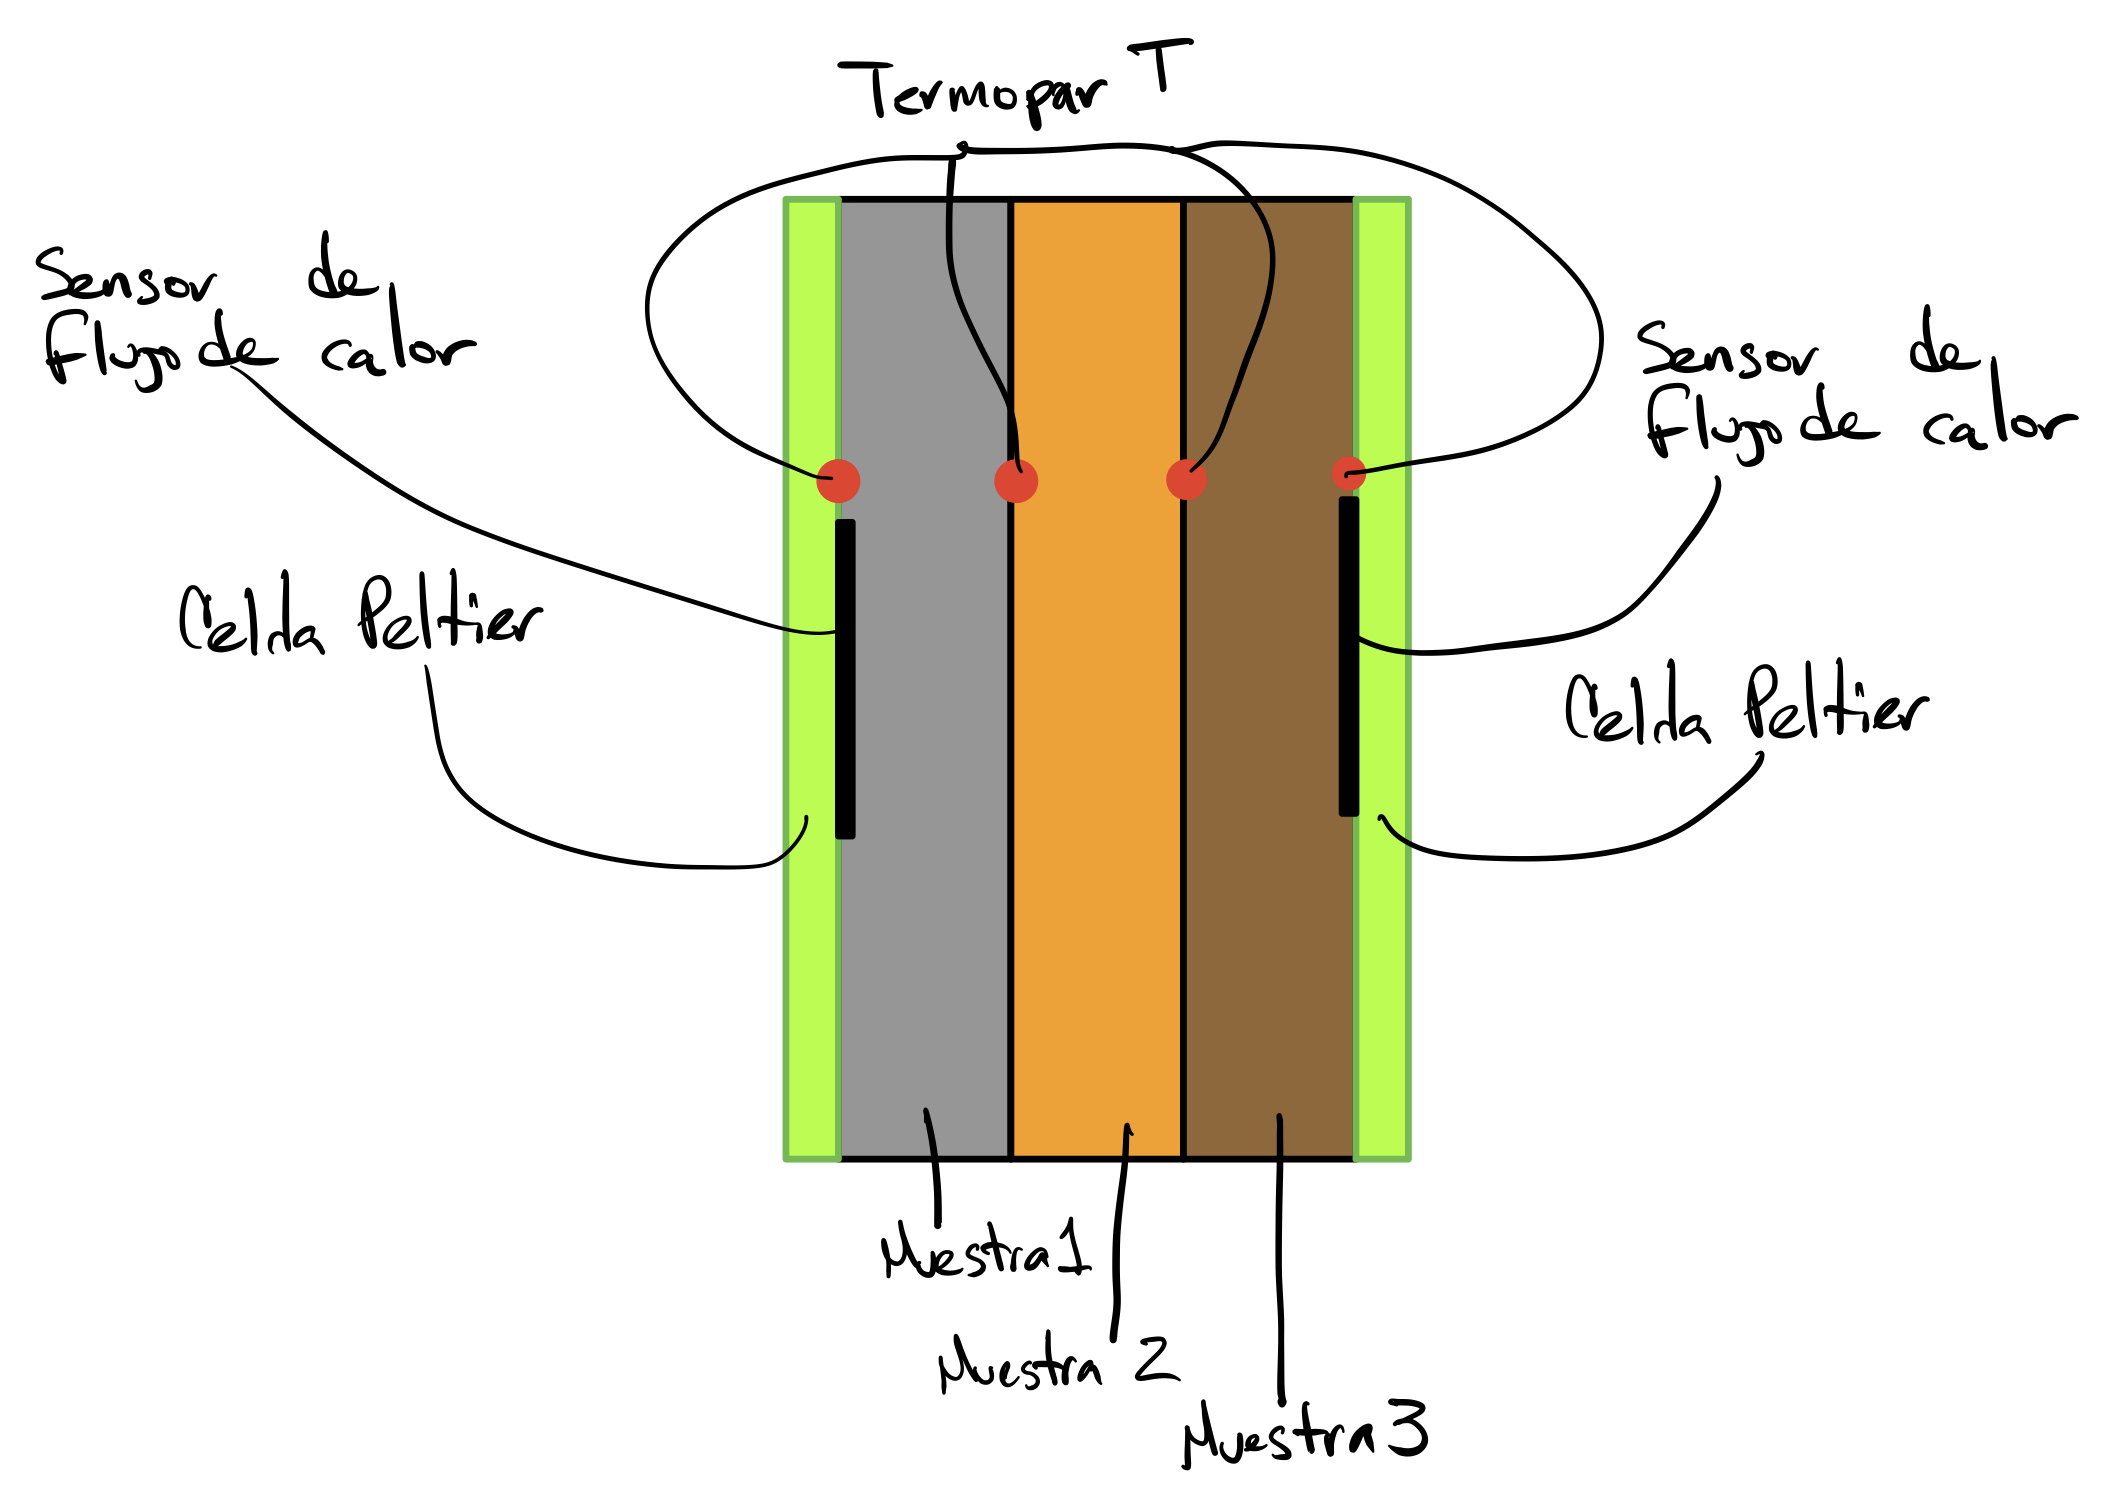 Termopar T
Sensor de
flujo de calor
Celda Peltier
Sensor de
flujo de calor
Celda Peltier
Muestra 1
Muestra 2
Muestra 3